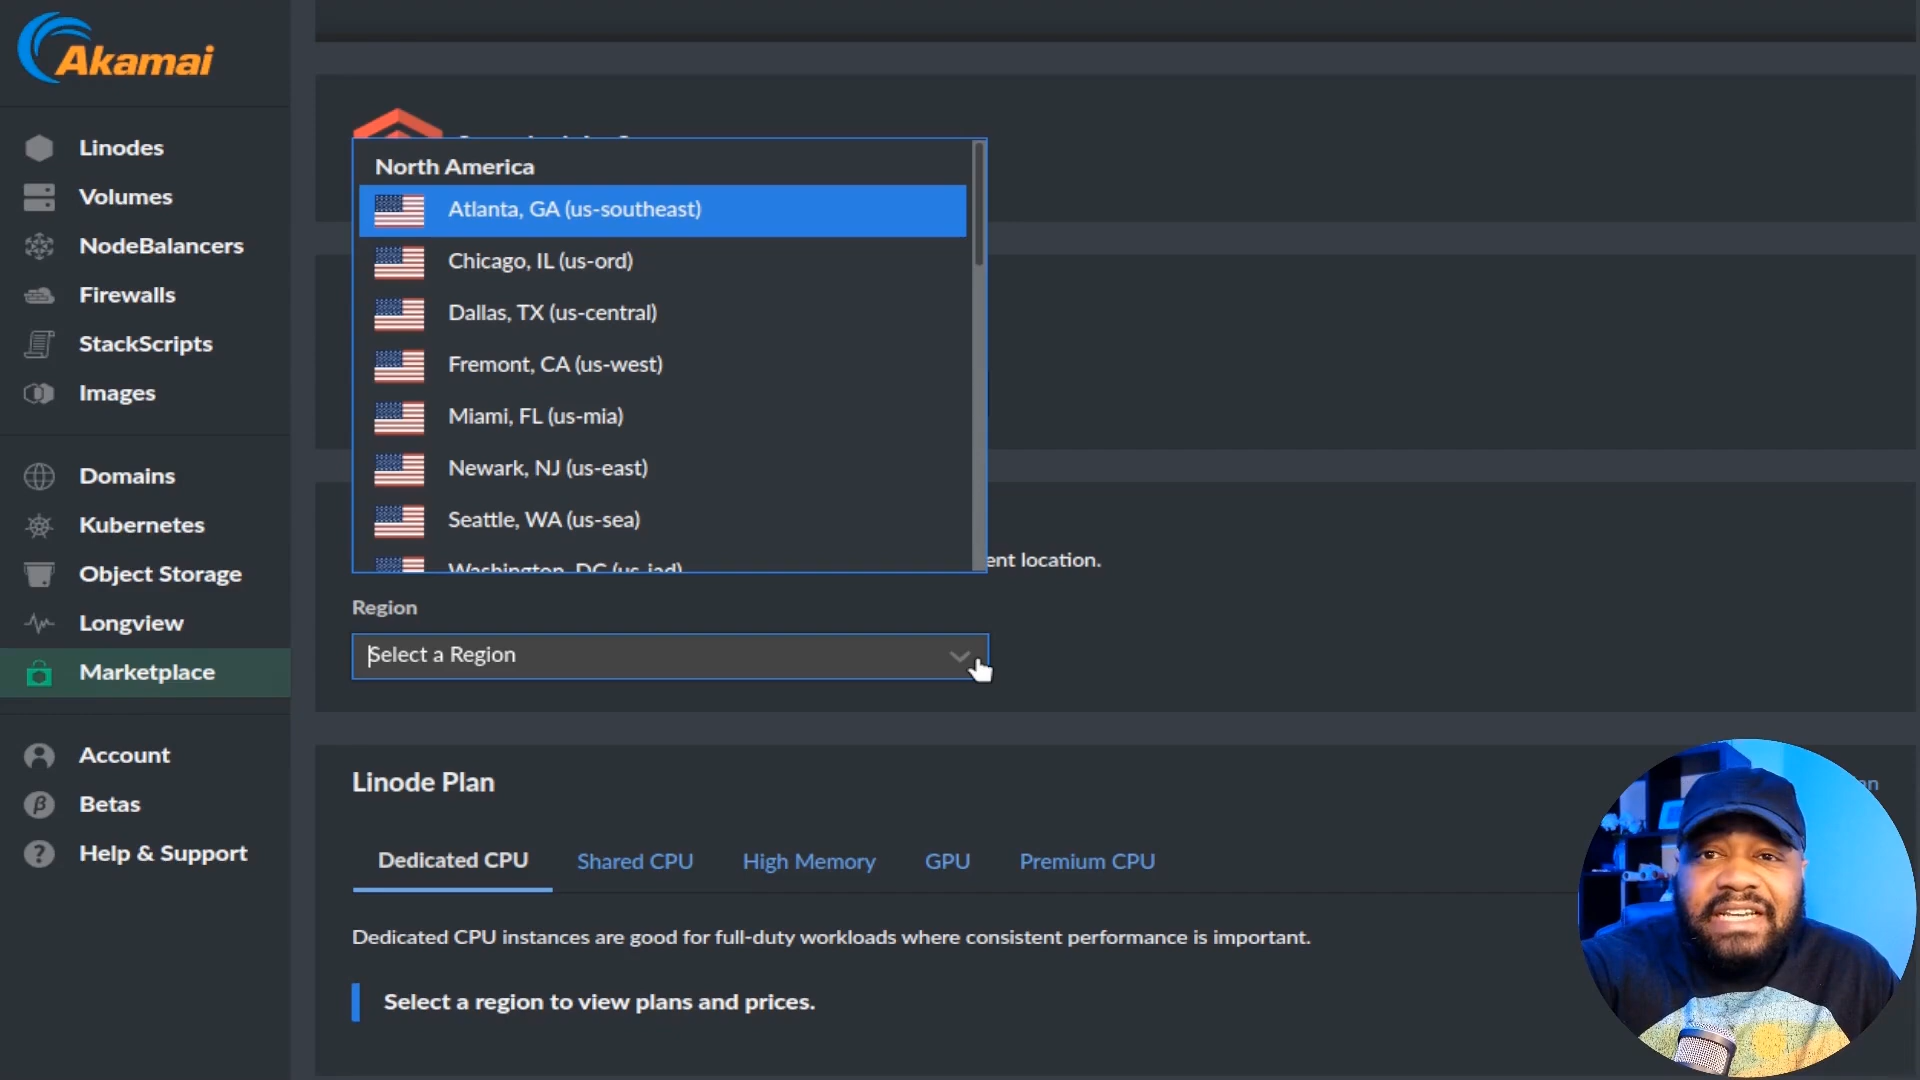 Akamai
Linodes
Volumes
NodeBalancers
Firewalls
StackScripts
Images
Domains
Kubernetes
Object Storage
Longview
Marketplace
Account
Betas
Help & Support
North America
Atlanta, GA (us-southeast)
Chicago, IL (us-ord)
Dallas, TX (us-central)
Fremont, CA (us-west)
Miami, FL (us-mia)
Newark, NJ (us-east)
Seattle, WA (us-sea)
Washington, DC (us-iad)
ent location.
Region
Select a Region
Linode Plan
Dedicated CPU Shared CPU High Memory GPU Premium CPU
Dedicated CPU instances are good for full-duty workloads where consistent performance is important.
Select a region to view plans and prices.